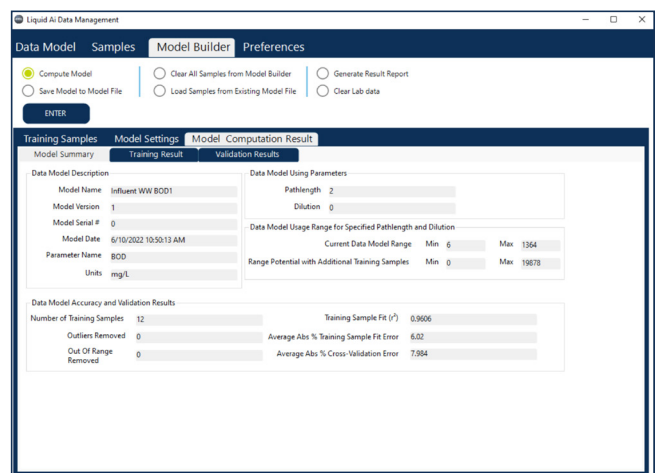 Liquid Ai Data Management
Data Model Samples Model Builder Preferences
Compute Model Clear All Samples from Model Builder Generate Result Report
Save Model to Model File Load Samples from Existing Model File Clear Lab data
ENTER
Training Samples Model Settings Model Computation Result
Model Summary Training Result Validation Results
Data Model Description
Model Name Influent WW BOD1
Model Version 1
Model Serial # 0
Model Date 6/10/2022 10:50:13 AM
Parameter Name BOD
Units mg/L
Data Model Using Parameters
Pathlength 2
Dilution 0
Data Model Usage Range for Specified Pathlength and Dilution
Current Data Model Range Min 6 Max 1364
Range Potential with Additional Training Samples Min 0 Max 19878
Data Model Accuracy and Validation Results
Number of Training Samples 12
Outliers Removed 0
Out Of Range
Removed 0
Training Sample Fit (r²) 0.9606
Average Abs % Training Sample Fit Error 6.02
Average Abs % Cross-Validation Error 7.984